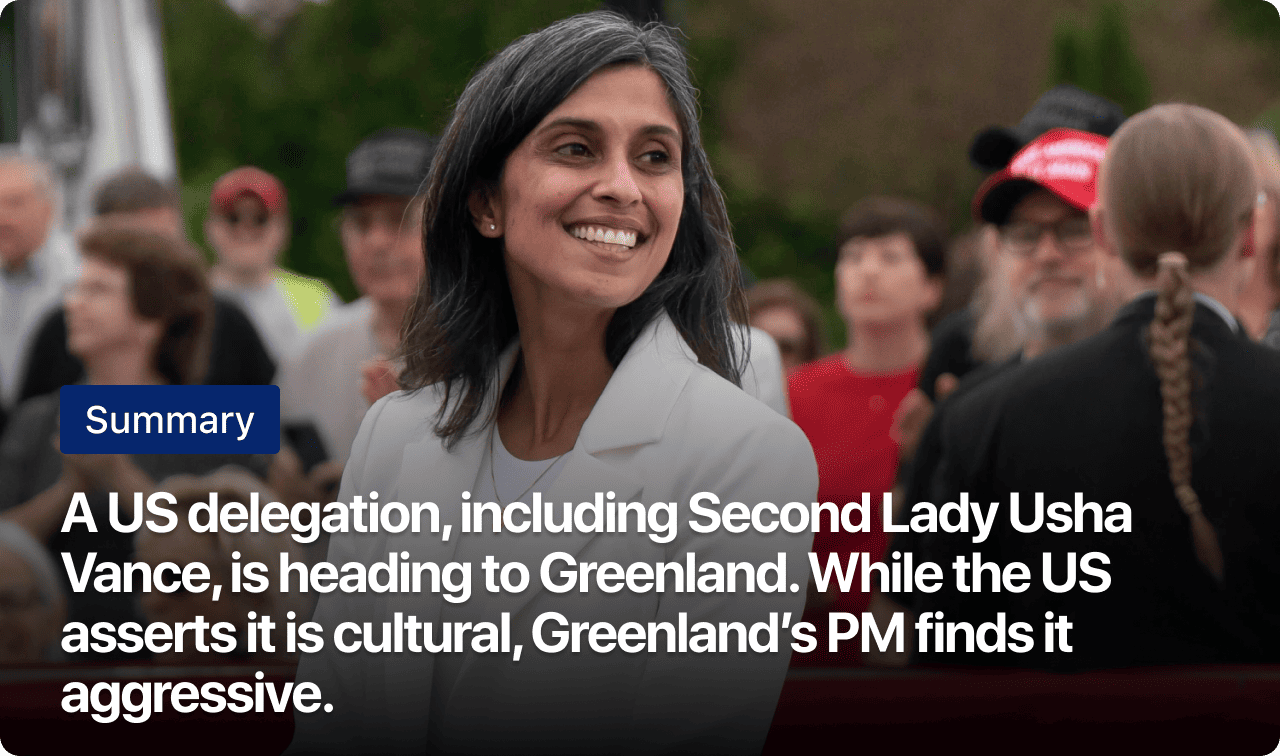 Summary
A US delegation, including Second Lady Usha
Vance, is heading to Greenland. While the US
asserts it is cultural, Greenland’s PM finds it
aggressive.